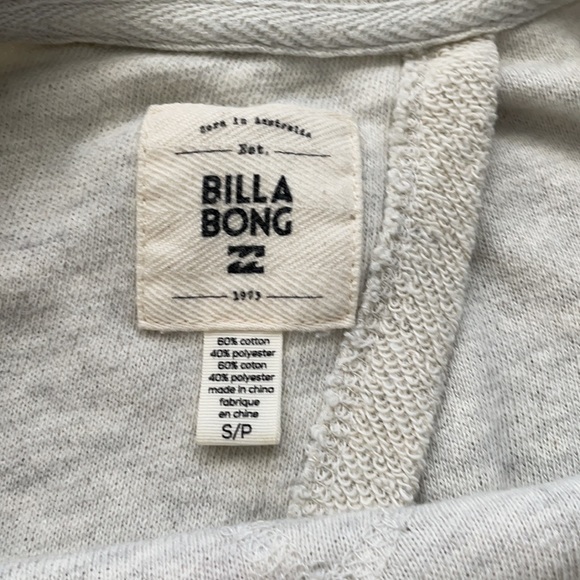 Born in Australia
Est.
BILLA
BONG
1973
60% cotton
40% polyester
60% coton
40% polyester
made in china
fabrique
en chine
S/P